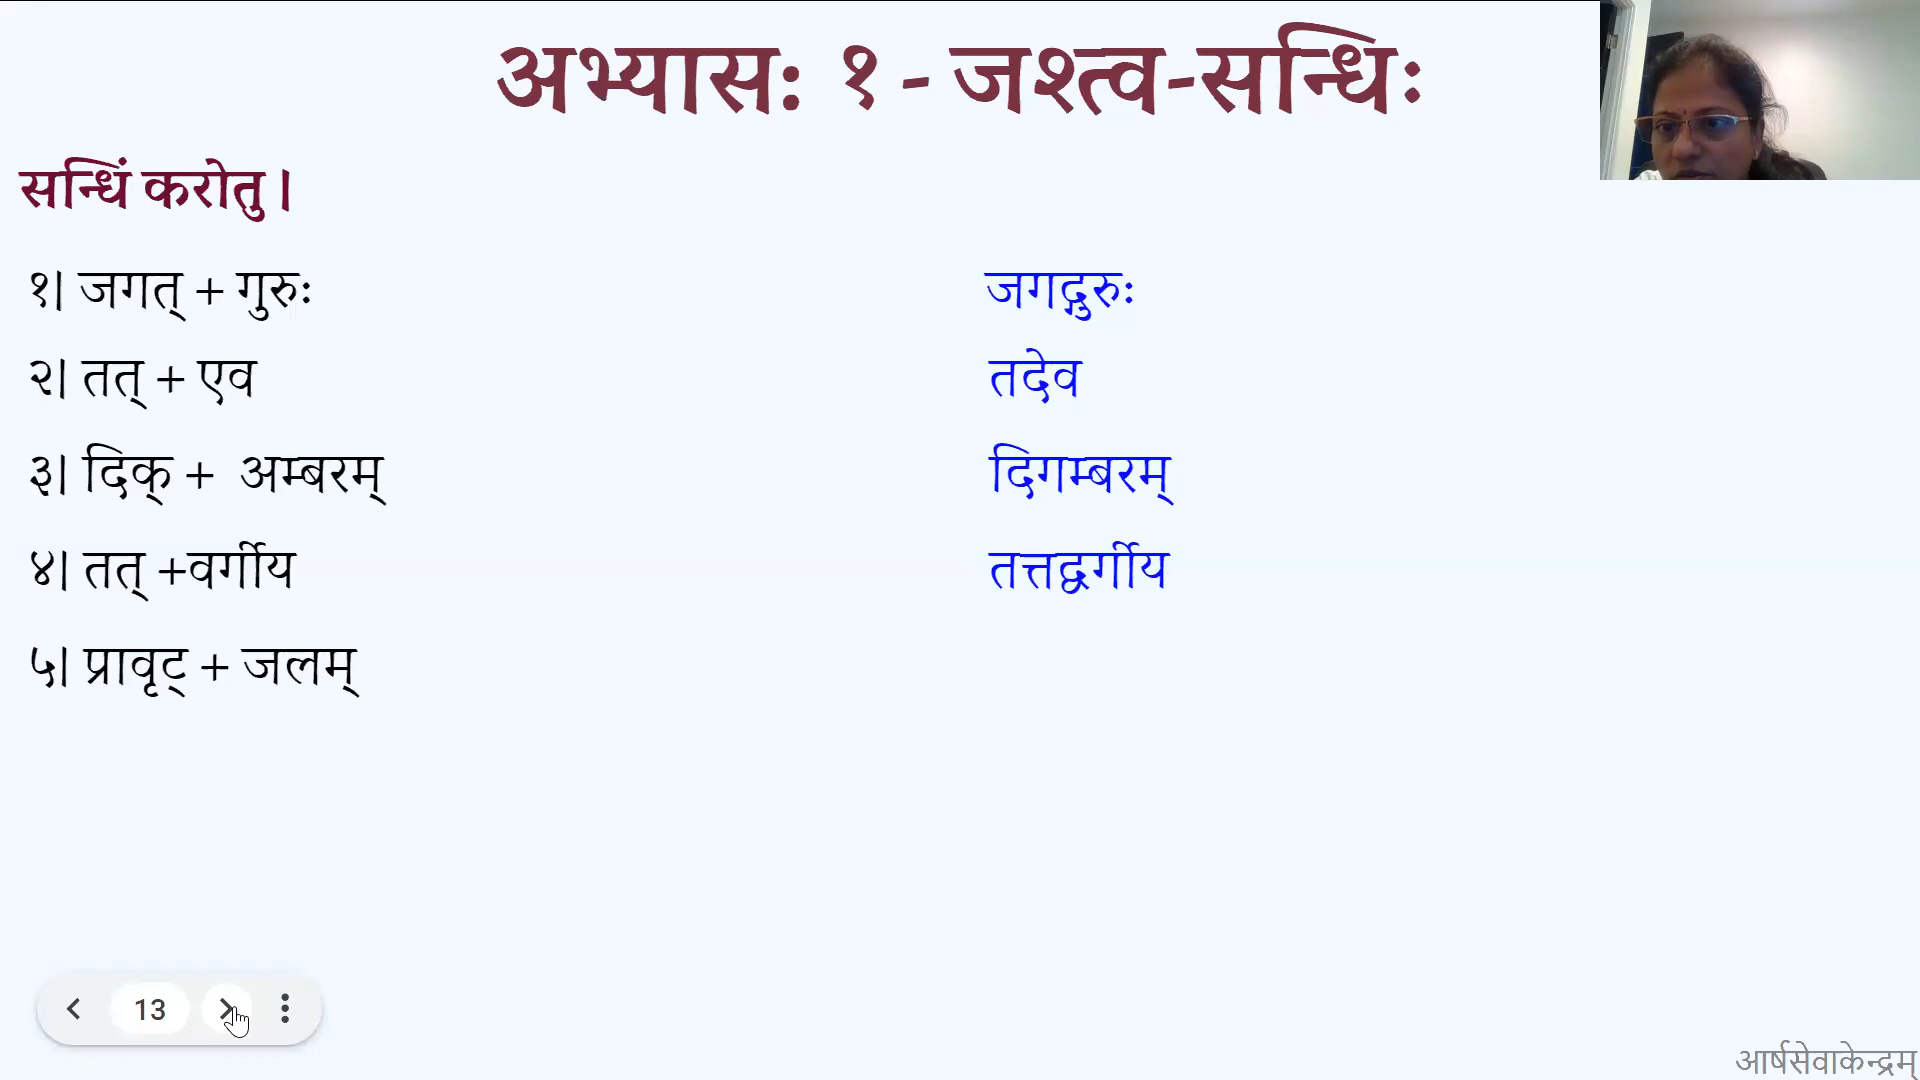 अभ्यास: १ - जश्त्व-सन्धिः
सन्धिं करोतु।
१| जगत् + गुरुः जगद्गुरुः
२| तत् + एव तदेव
३| दिक् + अम्बरम् दिगम्बरम्
४| तत् +वर्गीय तत्तद्वर्गीय
५| प्रावृट् + जलम्
13
आर्षसेवाकेन्द्रम्